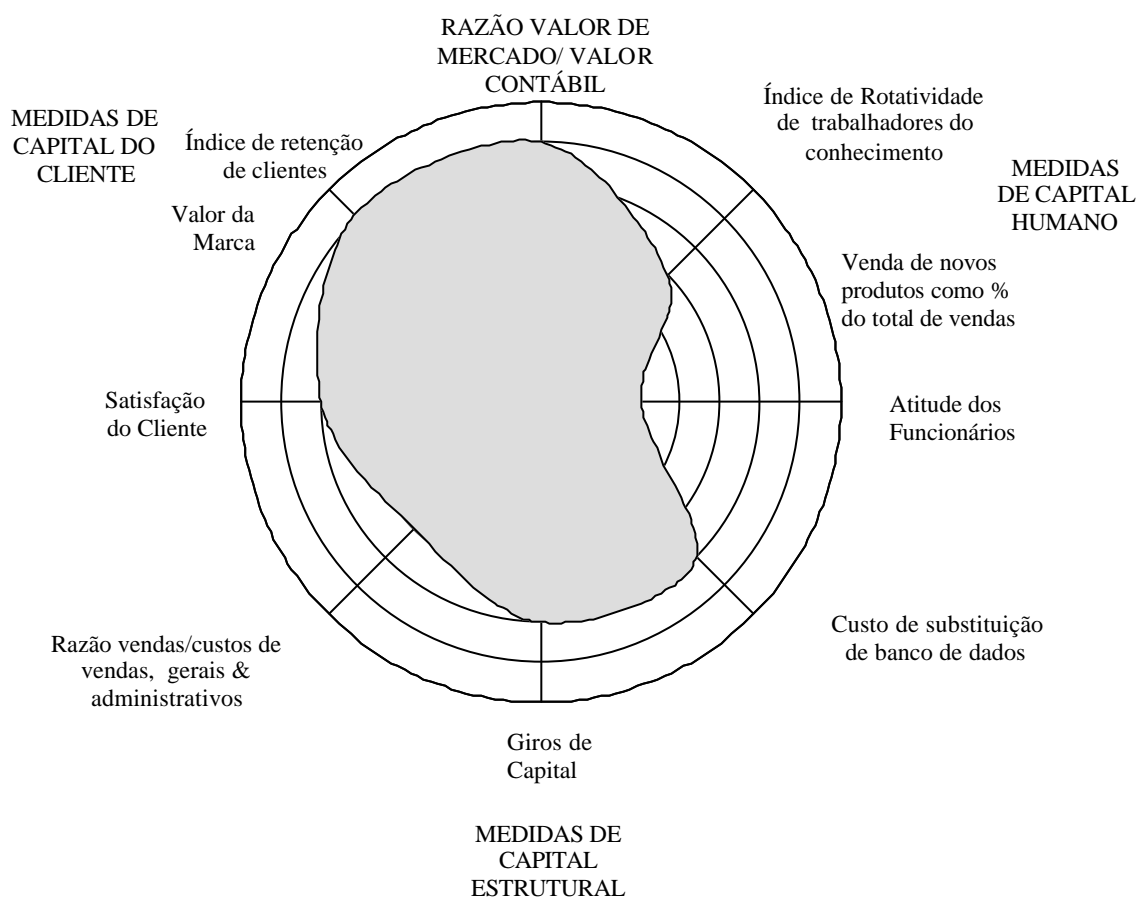 RAZÃO VALOR DE
MERCADO/ VALOR
CONTÁBIL
MEDIDAS DE
CAPITAL DO
CLIENTE
Índice de retenção
de clientes
Valor da
Marca
Índice de Rotatividade
de trabalhadores do
conhecimento
MEDIDAS
DE CAPITAL
HUMANO
Venda de novos
produtos como %
do total de vendas
Satisfação
do Cliente
Atitude dos
Funcionários
Razão vendas/custos de
vendas, gerais &
administrativos
Custo de substituição
de banco de dados
Giros de
Capital
MEDIDAS DE
CAPITAL
ESTRUTURAL